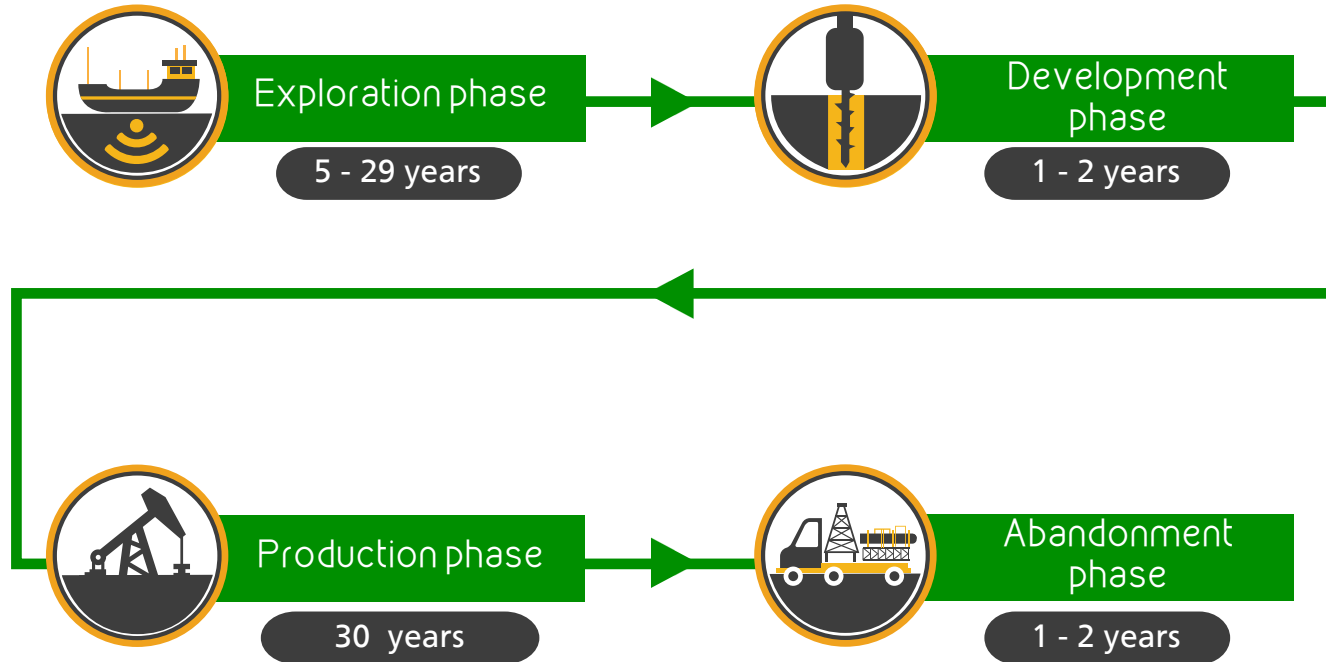 Exploration phase
5 - 29 years
Development
phase
1 - 2 years
Production phase
30 years
Abandonment
phase
1 - 2 years